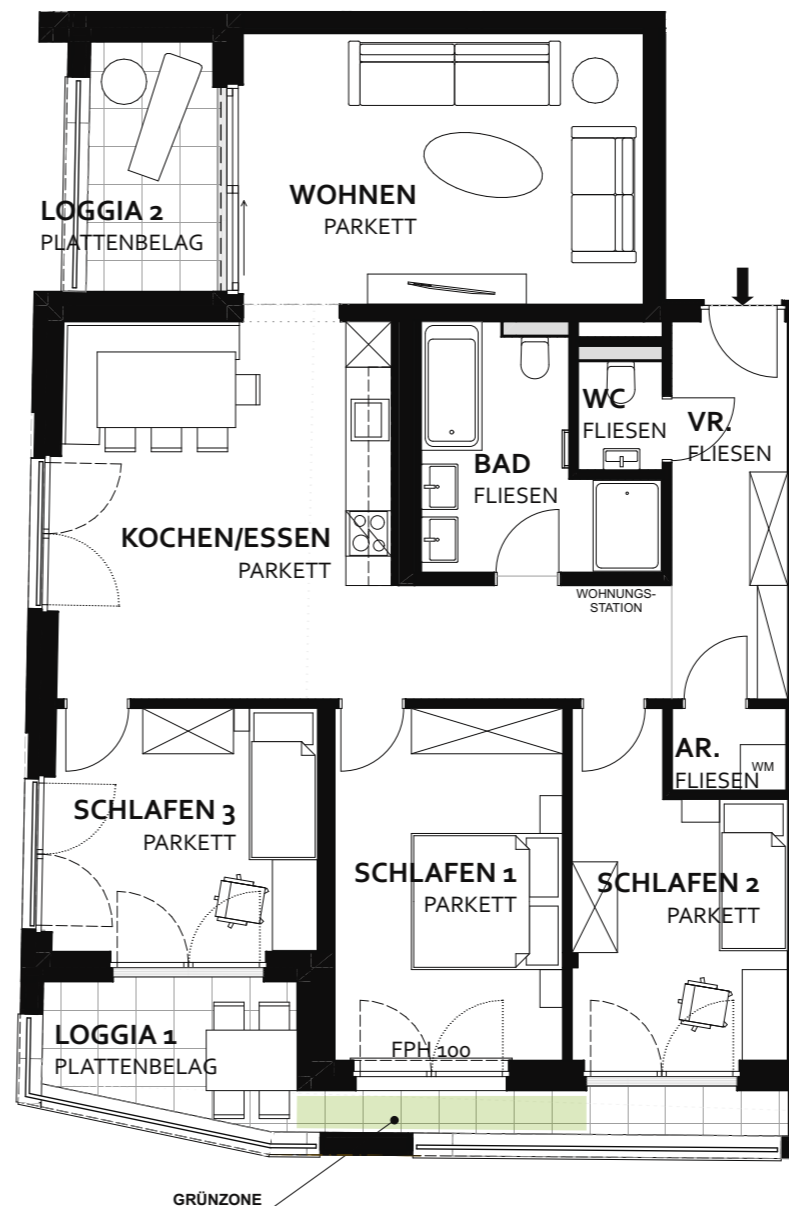 WOHNEN
PARKETT
LOGGIA 2
PLATTENBELAG
WC
FLIESEN
VR.
FLIESEN
BAD
FLIESEN
KOCHEN/ESSEN
PARKETT
WOHNUNGS-
STATION
AR.
FLIESEN
WM
SCHLAFEN 3
PARKETT
SCHLAFEN 1
PARKETT
SCHLAFEN 2
PARKETT
LOGGIA 1
PLATTENBELAG
FPH 100
GRÜNZONE